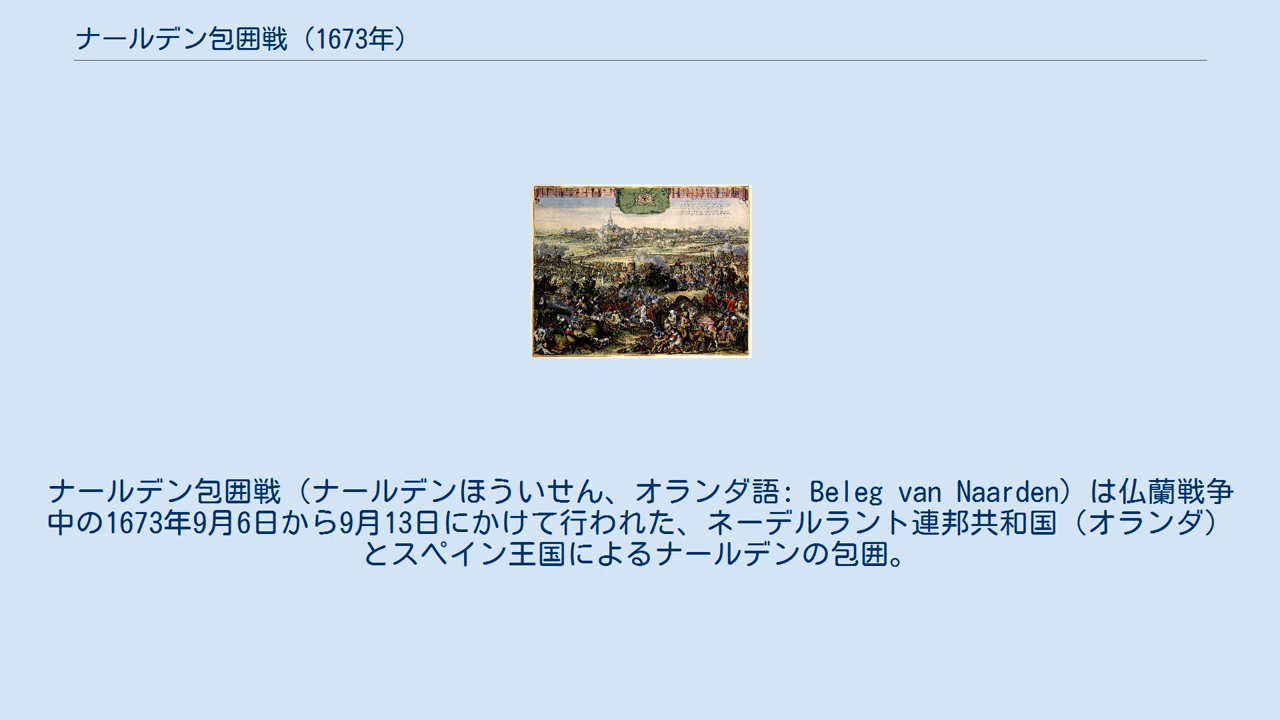 ナールデン包囲戦（1673年）
ナールデン包囲戦（ナールデンほういせん、オランダ語: Beleg van Naarden）は仏蘭戦争
中の1673年9月6日から9月13日にかけて行われた、ネーデルラント連邦共和国（オランダ）
とスペイン王国によるナールデンの包囲。